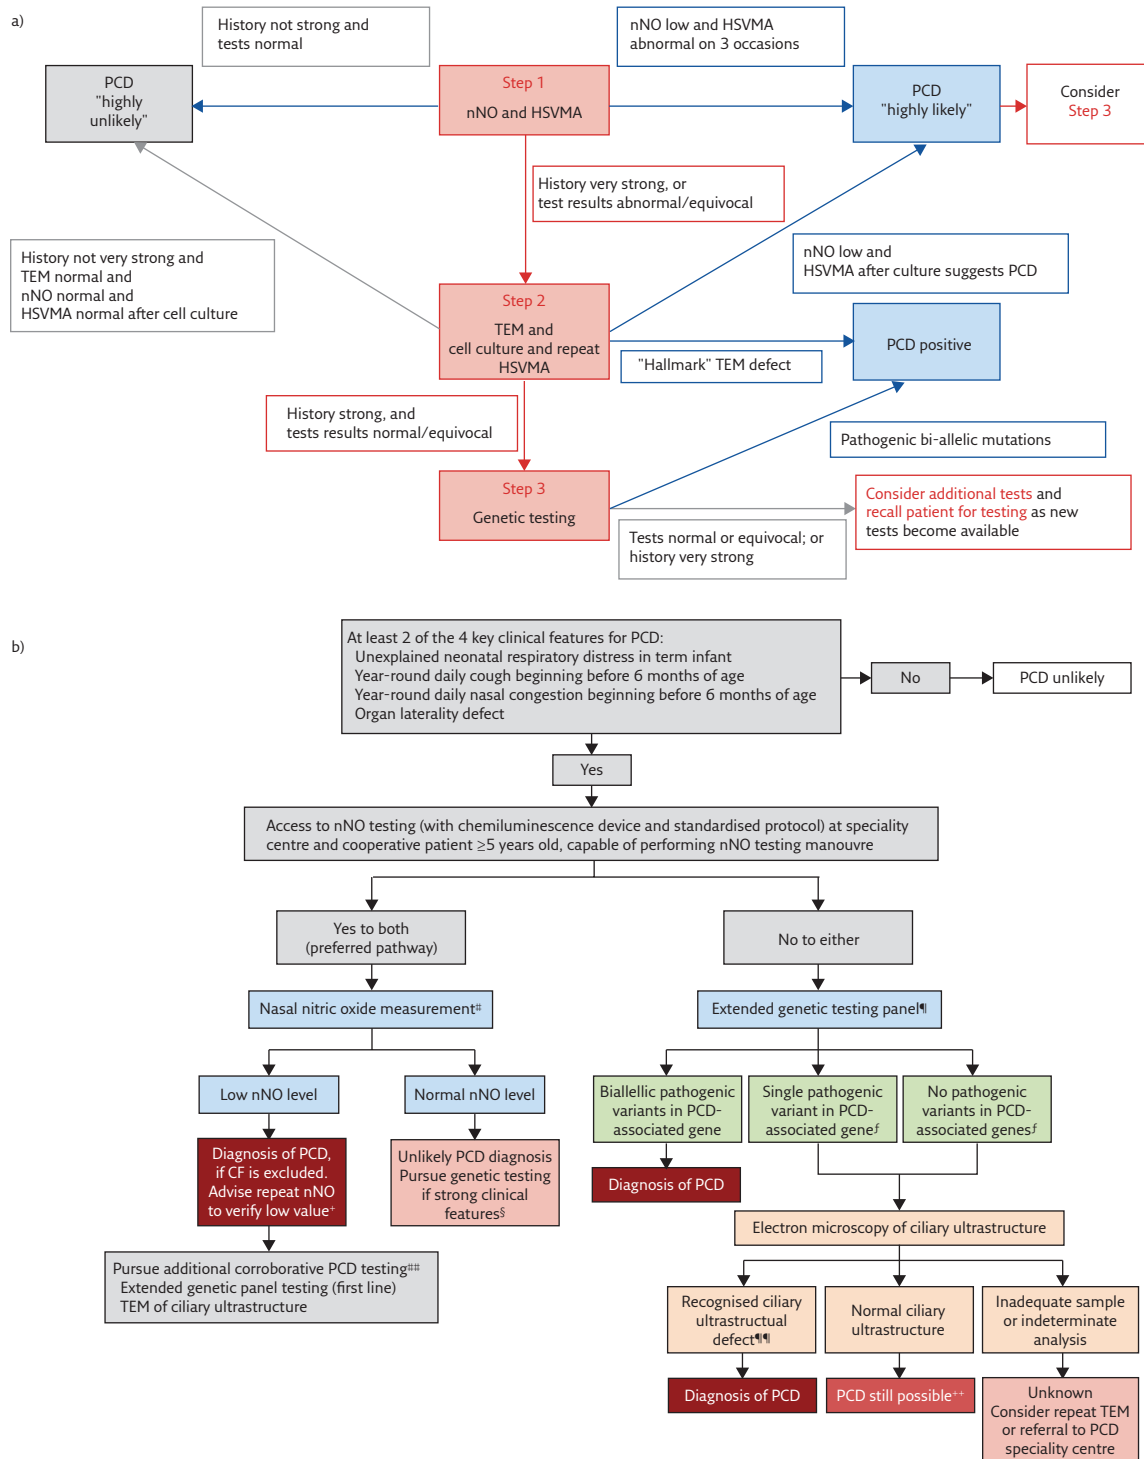 a)
History not strong and
tests normal
nNO low and HSVMA
abnormal on 3 occasions
PCD
"highly
unlikely"
Step 1
nNO and HSVMA
PCD
"highly likely"
Consider
Step 3
History very strong, or
test results abnormal/equivocal
History not very strong and
TEM normal and
nNO normal and
HSVMA normal after cell culture
nNO low and
HSVMA after culture suggests PCD
Step 2
TEM and
cell culture and repeat
HSVMA
PCD positive
"Hallmark" TEM defect
History strong, and
tests results normal/equivocal
Pathogenic bi-allelic mutations
Step 3
Genetic testing
Consider additional tests and
recall patient for testing as new
tests become available
Tests normal or equivocal; or
history very strong
b)
At least 2 of the 4 key clinical features for PCD:
Unexplained neonatal respiratory distress in term infant
Year-round daily cough beginning before 6 months of age
Year-round daily nasal congestion beginning before 6 months of age
Organ laterality defect
No
PCD unlikely
Yes
Access to nNO testing (with chemiluminescence device and standardised protocol) at speciality
centre and cooperative patient ≥5 years old, capable of performing nNO testing manouvre
Yes to both
(preferred pathway)
No to either
Nasal nitric oxide measurement#
Extended genetic testing panel¶
Low nNO level
Normal nNO level
Biallellic pathogenic
variants in PCD-
associated gene
Single pathogenic
variant in PCD-
associated geneƒ
No pathogenic
variants in PCD-
associated genesƒ
Diagnosis of PCD,
if CF is excluded.
Advise repeat nNO
to verify low value+
Unlikely PCD diagnosis
Pursue genetic testing
if strong clinical
features§
Diagnosis of PCD
Electron microscopy of ciliary ultrastructure
Pursue additional corroborative PCD testing##
Extended genetic panel testing (first line)
TEM of ciliary ultrastructure
Recognised ciliary
ultrastructual
defect¶¶
Normal ciliary
ultrastructure
Inadequate sample
or indeterminate
analysis
Diagnosis of PCD
PCD still possible++
Unknown
Consider repeat TEM
or referral to PCD
speciality centre